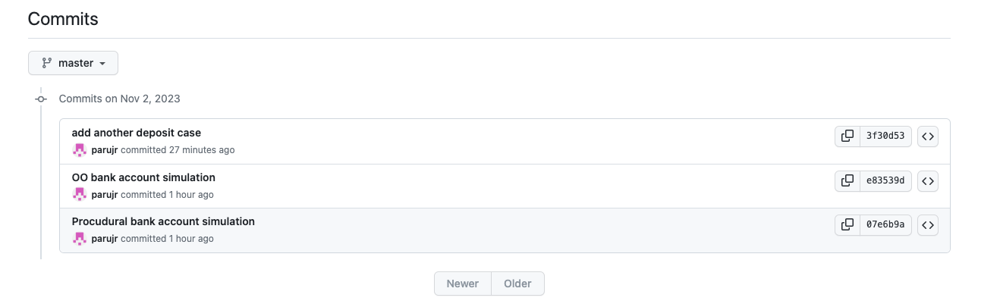 Commits
master
Commits on Nov 2, 2023
add another deposit case
3f30d53
parujr committed 27 minutes ago
OO bank account simulation
e83539d
parujr committed 1 hour ago
Procudural bank account simulation
07e6b9a
parujr committed 1 hour ago
Newer Older